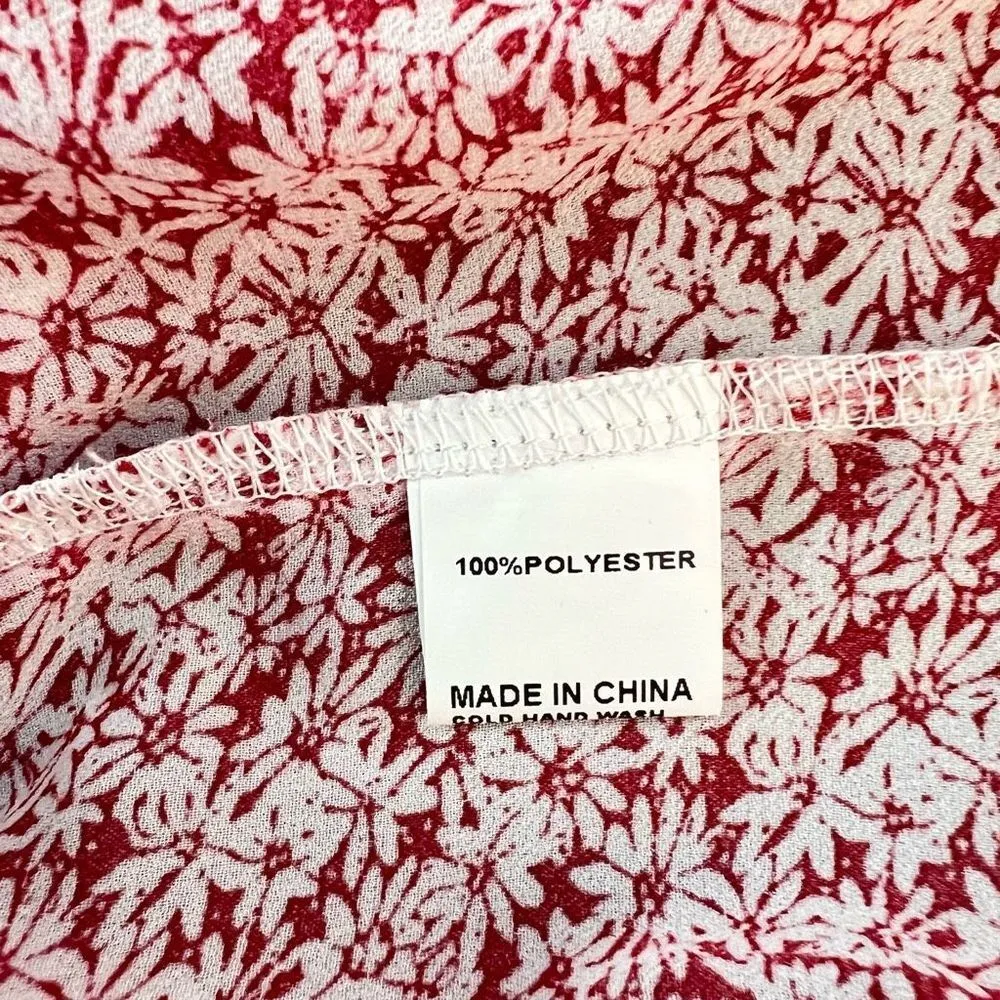 100%POLYESTER
MADE IN CHINA
COLD HAND WASH